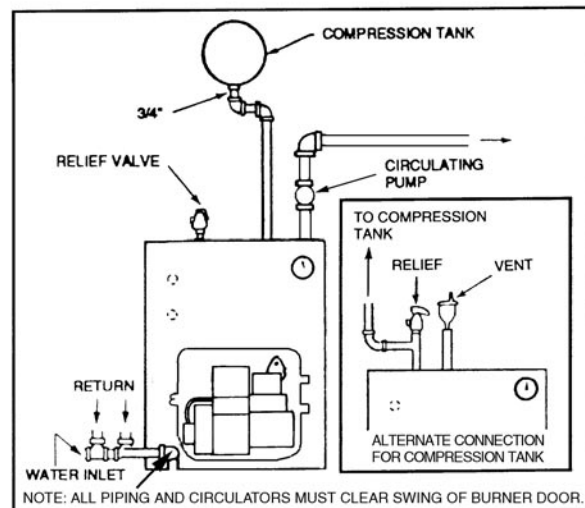 COMPRESSION TANK
3/4"
RELIEF VALVE
CIRCULATING
PUMP
TO COMPRESSION
TANK
RELIEF
VENT
RETURN
WATER INLET
ALTERNATE CONNECTION
FOR COMPRESSION TANK
NOTE: ALL PIPING AND CIRCULATORS MUST CLEAR SWING OF BURNER DOOR.